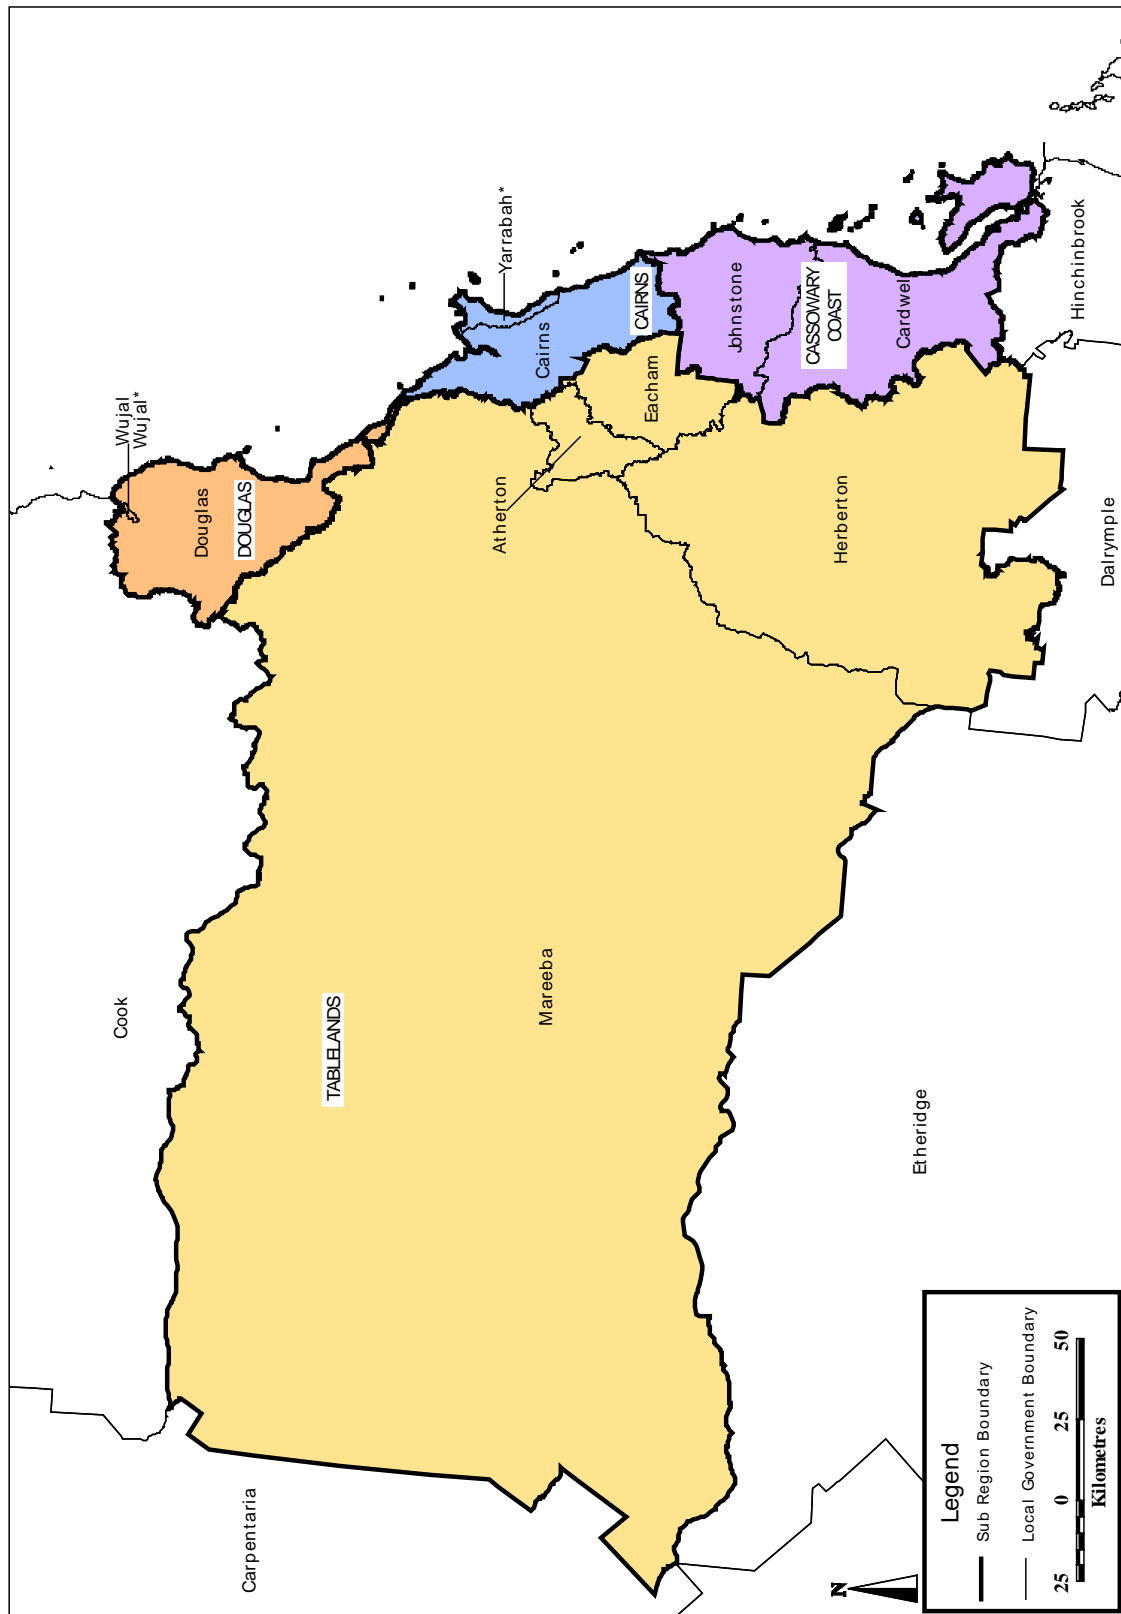 Wujal
Wujal*
Yarrabah*
Douglas
DOUGLAS
Cook
Carpentaria
TABLELANDS
Mareeba
Atherton
Cairns
CAIRNS
Eacham
Johnstone
CASSOWARY
COAST
Cardwell
Herberton
Hinchinbrook
Dalrymple
Etheridge
N
Legend
Sub Region Boundary
Local Government Boundary
25 0 25 50
Kilometres